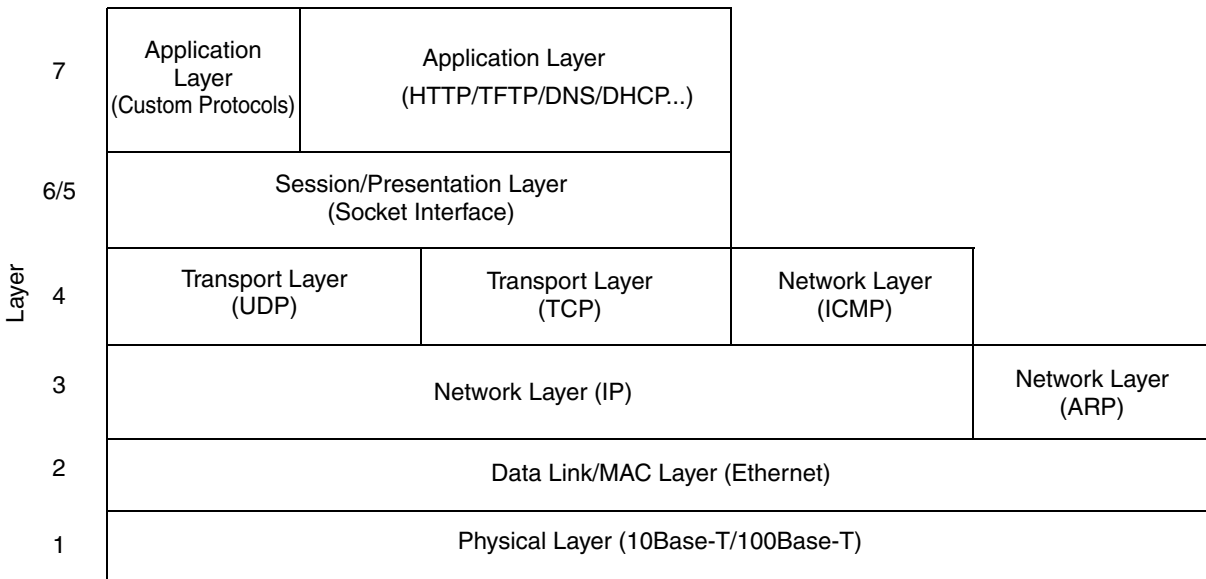 Layer
7
Application
Layer
(Custom Protocols)
Application Layer
(HTTP/TFTP/DNS/DHCP...)
6/5
Session/Presentation Layer
(Socket Interface)
4
Transport Layer
(UDP)
Transport Layer
(TCP)
Network Layer
(ICMP)
3
Network Layer (IP)
Network Layer
(ARP)
2
Data Link/MAC Layer (Ethernet)
1
Physical Layer (10Base-T/100Base-T)